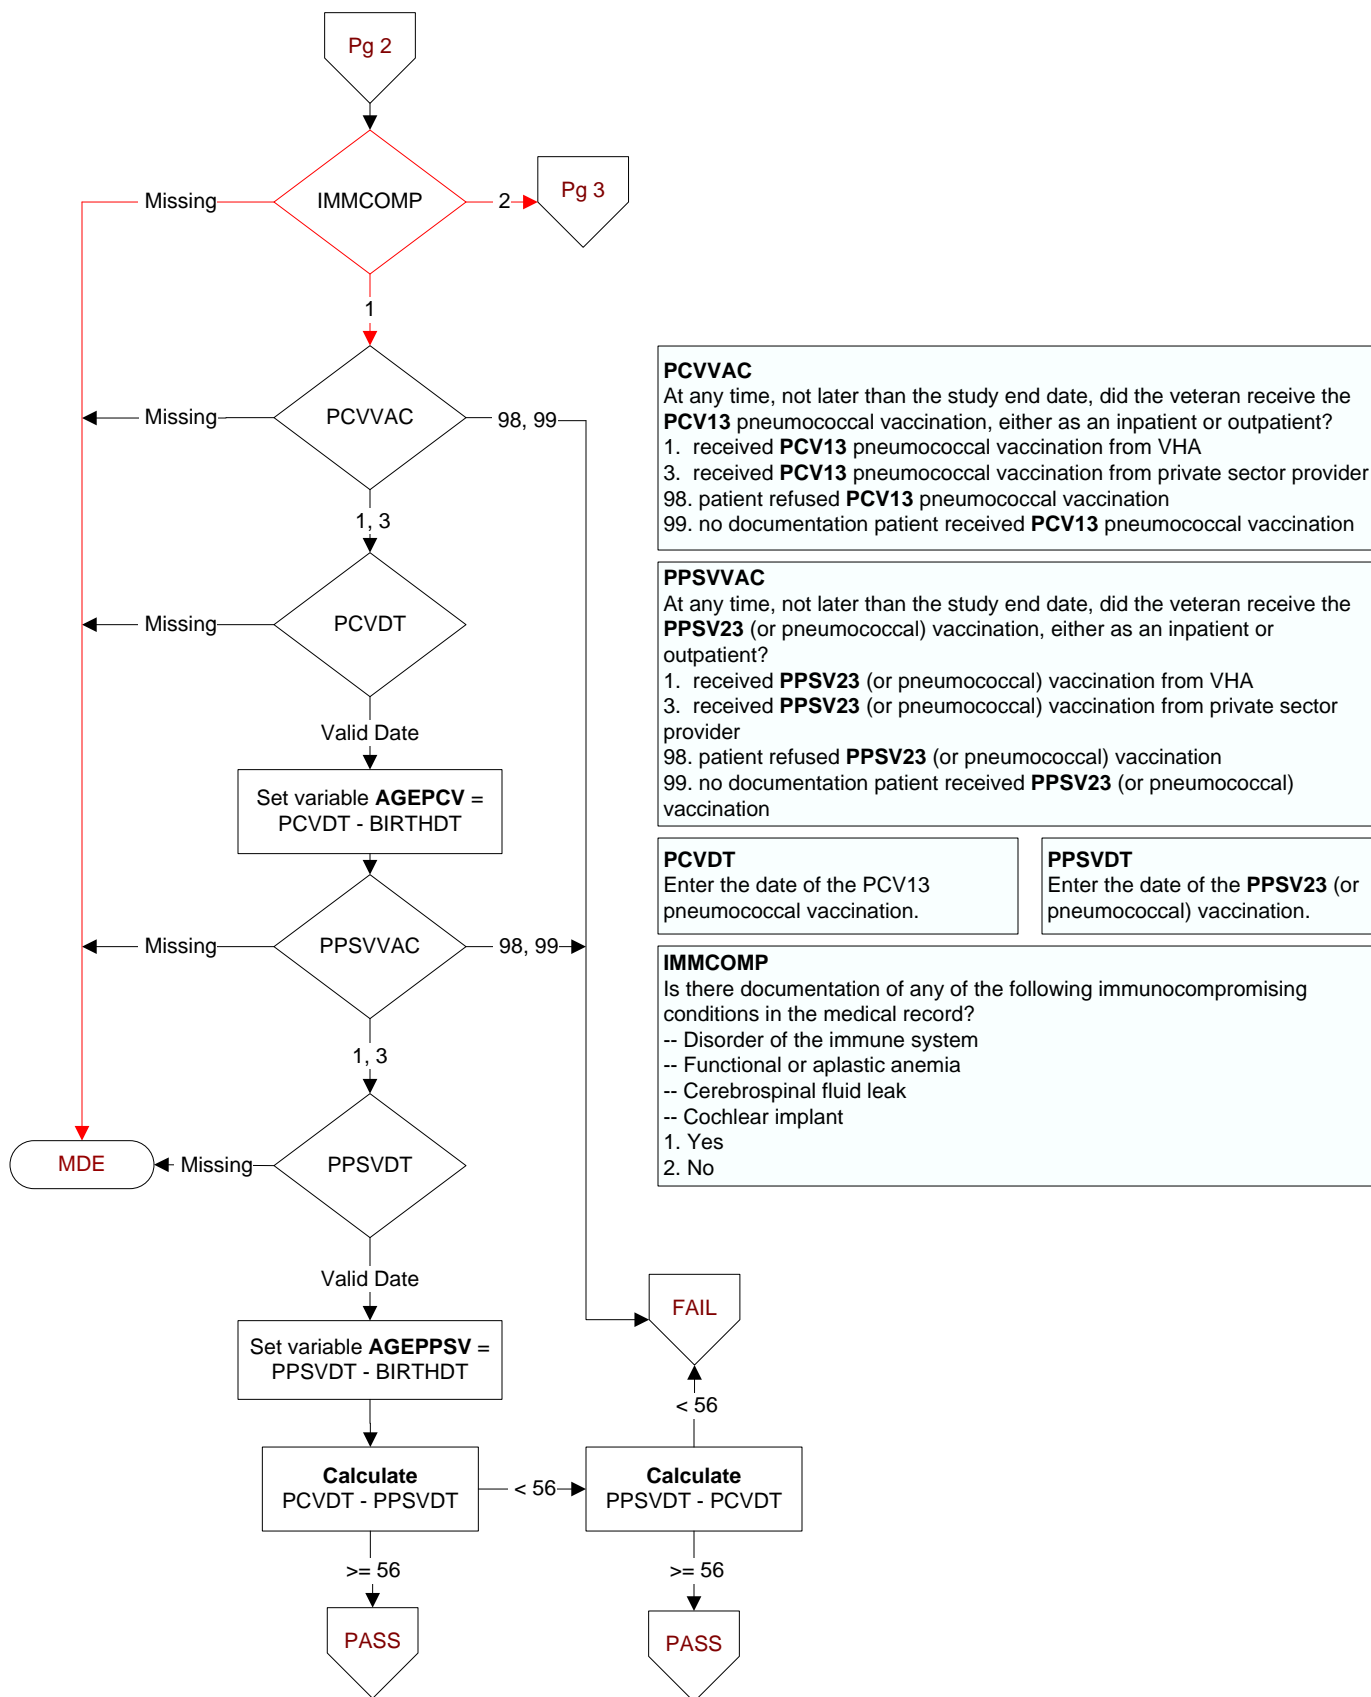 Pg 2
IMMCOMP
Missing
2
Pg 3
1
PCVVAC
Missing
98, 99
1, 3
PCVDT
Missing
Valid Date
Set variable AGEPCV =
PCVDT - BIRTHDT
PPSVVAC
Missing
98, 99
1, 3
MDE
Missing
PPSVDT
Valid Date
FAIL
Set variable AGEPPSV =
PPSVDT - BIRTHDT
< 56
Calculate
PCVDT - PPSVDT
< 56
Calculate
PPSVDT - PCVDT
>= 56
>= 56
PASS
PASS
PCVVAC
At any time, not later than the study end date, did the veteran receive the
PCV13 pneumococcal vaccination, either as an inpatient or outpatient?
1. received PCV13 pneumococcal vaccination from VHA
3. received PCV13 pneumococcal vaccination from private sector provider
98. patient refused PCV13 pneumococcal vaccination
99. no documentation patient received PCV13 pneumococcal vaccination
PPSVVAC
At any time, not later than the study end date, did the veteran receive the
PPSV23 (or pneumococcal) vaccination, either as an inpatient or
outpatient?
1. received PPSV23 (or pneumococcal) vaccination from VHA
3. received PPSV23 (or pneumococcal) vaccination from private sector
provider
98. patient refused PPSV23 (or pneumococcal) vaccination
99. no documentation patient received PPSV23 (or pneumococcal)
vaccination
PCVDT
Enter the date of the PCV13
pneumococcal vaccination.
PPSVDT
Enter the date of the PPSV23 (or
pneumococcal) vaccination.
IMMCOMP
Is there documentation of any of the following immunocompromising
conditions in the medical record?
-- Disorder of the immune system
-- Functional or aplastic anemia
-- Cerebrospinal fluid leak
-- Cochlear implant
1. Yes
2. No